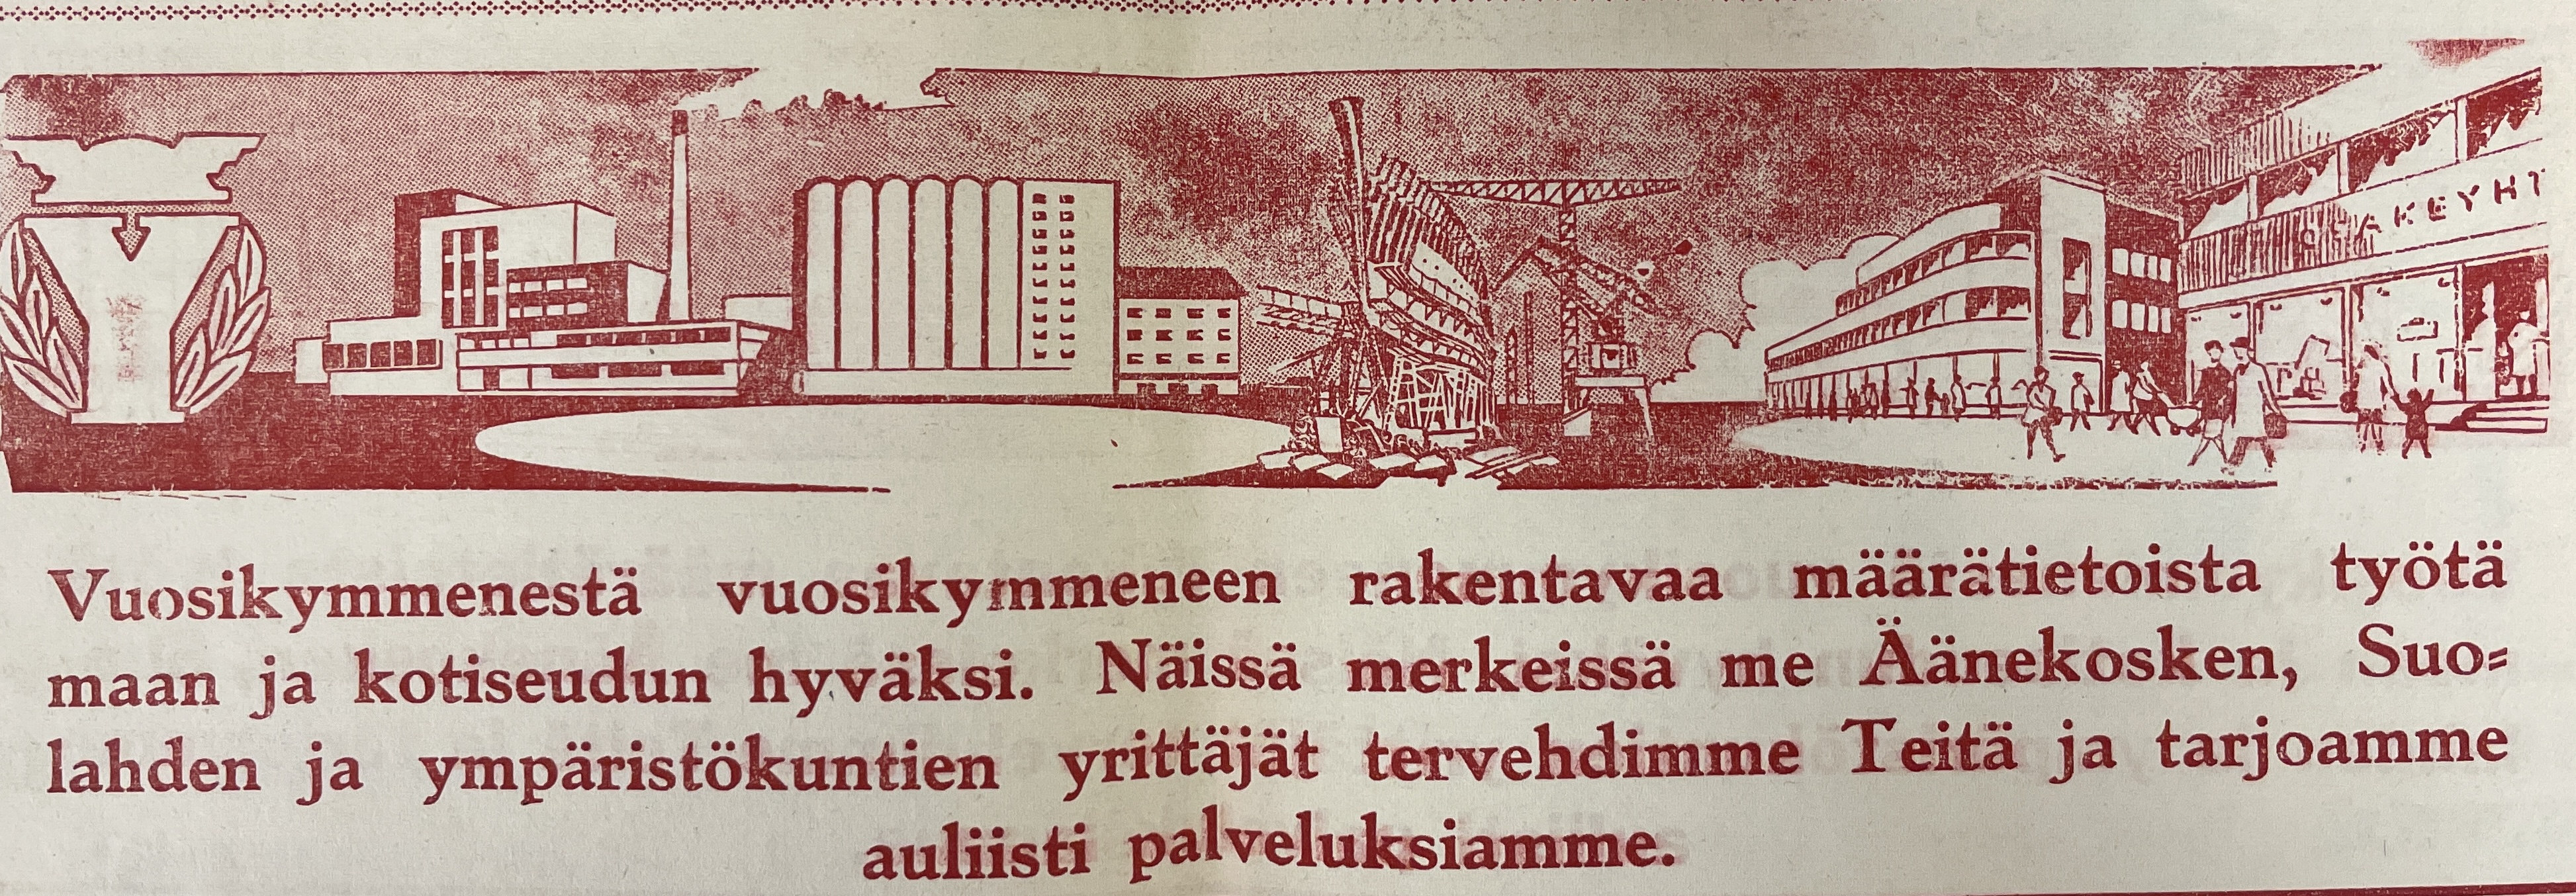 AKEYHT
Vuosikymmenestä vuosikymmeneen rakentavaa määrätietoista työtä
maan ja kotiseudun hyväksi. Näissä merkeissä me Äänekosken, Suo=
lahden ja ympäristökuntien yrittäjät tervehdimme Teitä ja tarjoamme
auliisti palveluksiamme.